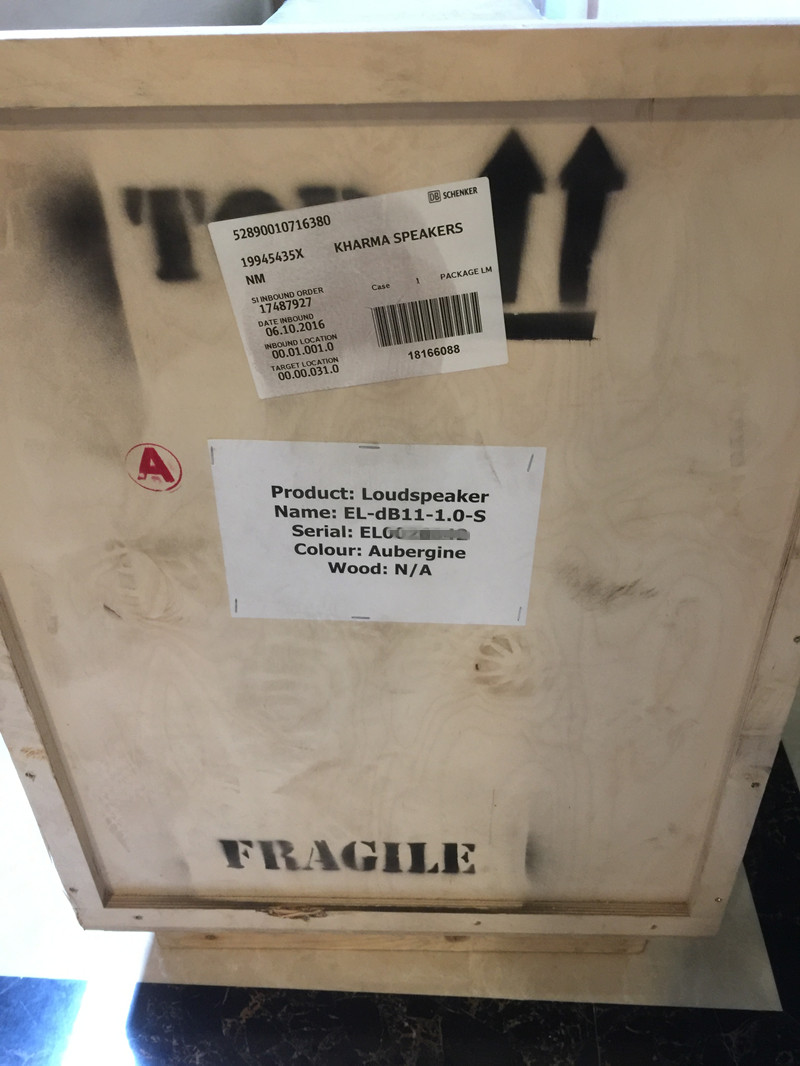 TOP
DB SCHENKER
52890010716380
19945435X KHARMA SPEAKERS
NM
Case 1 PACKAGE LM
SI INBOUND ORDER
17487927
DATE INBOUND
06.10.2016
INBOUND LOCATION
00.01.001.0
TARGET LOCATION
00.00.031.0
18166088
A
Product: Loudspeaker
Name: EL-dB11-1.0-S
Serial:
Colour: Aubergine
Wood: N/A
FRAGILE